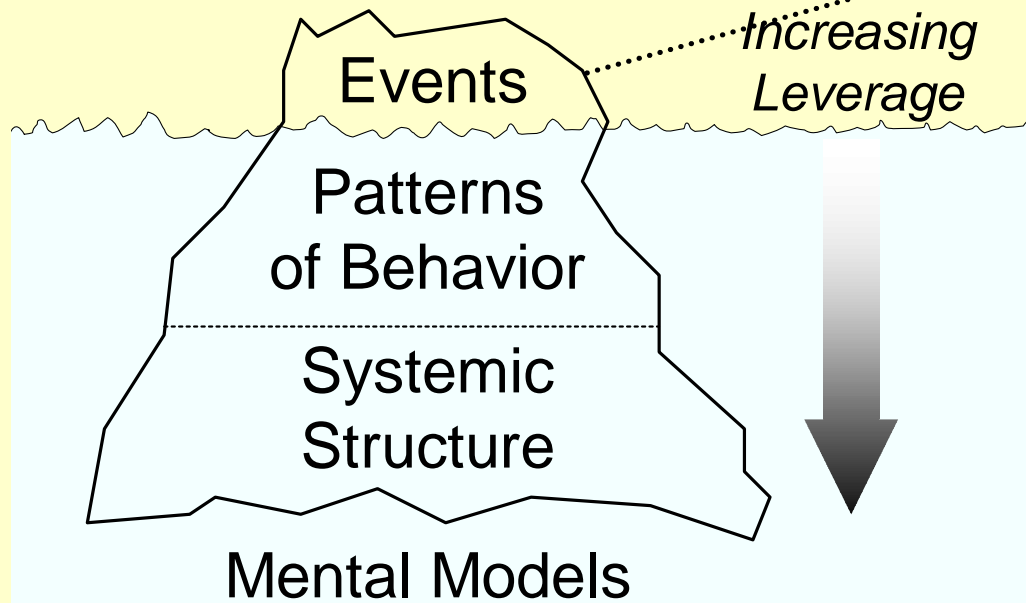 Increasing
Leverage
Events
Patterns
of Behavior
Systemic
Structure
Mental Models